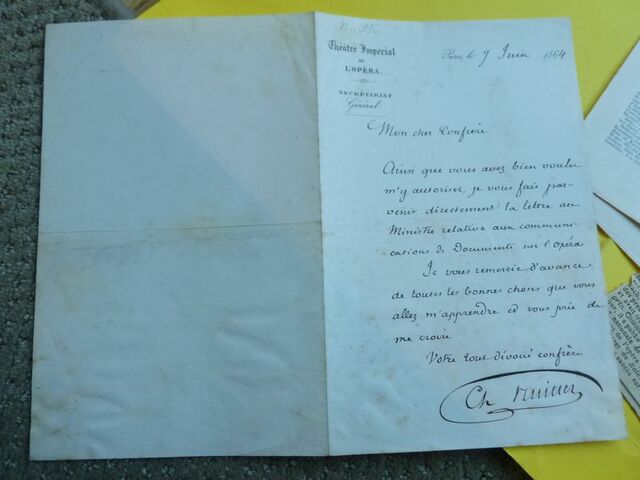 Nuitter
Théâtre Impérial
DE
L'OPÉRA.
SECRÉTARIAT
Général
Paris, le 7 Juin 1864
Mon cher Confrère
Ainsi que vous avez bien voulu
m'y autoriser, je vous fais par-
venir directement la lettre au
Ministre relative aux communi-
cations de Documents sur l'opéra
Je vous remercie d'avance
de toutes les bonnes choses que vous
allez m'apprendre et vous prie de
me croire
Votre tout dévoué confrère
Ch Nuitter